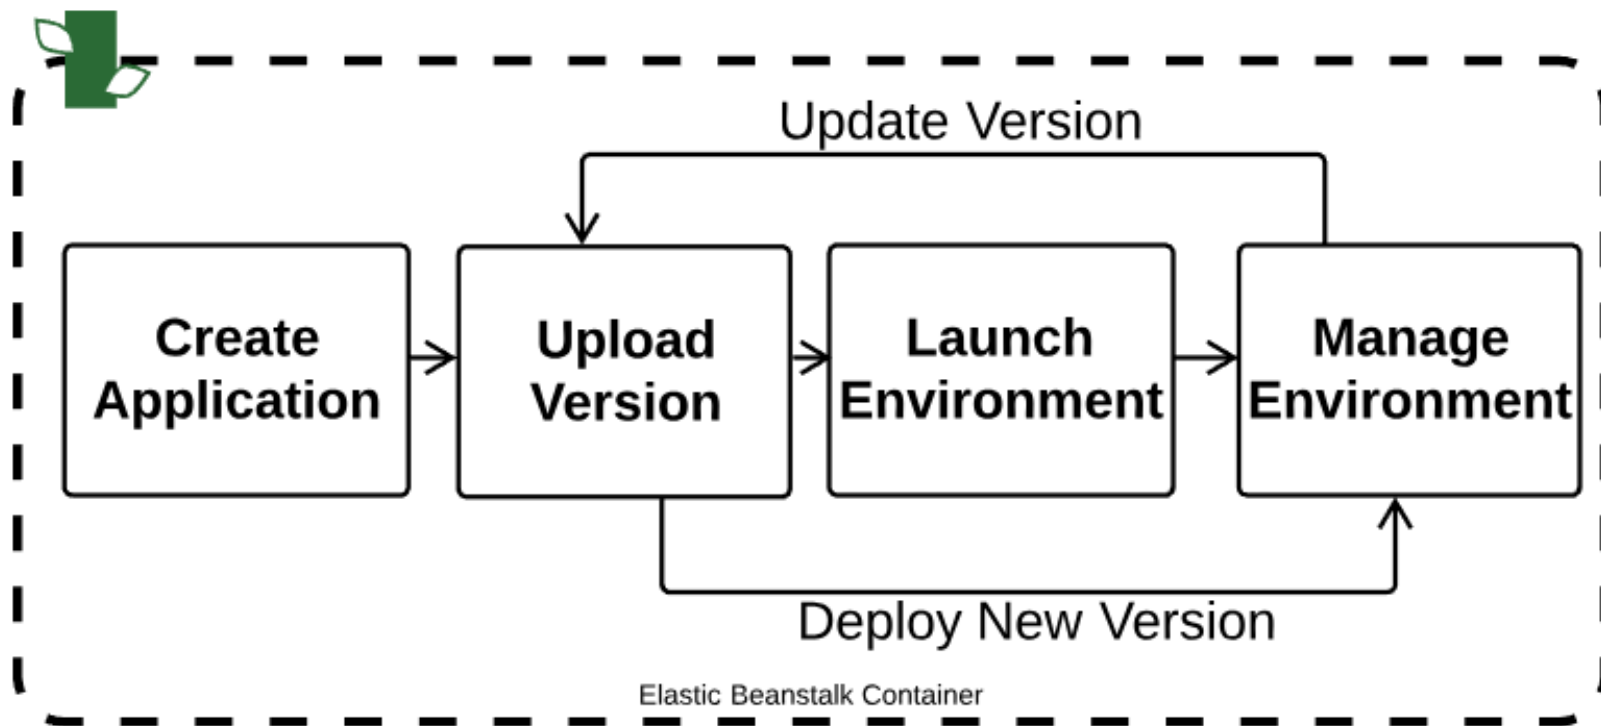 Update Version
Create
Application
Upload
Version
Launch
Environment
Manage
Environment
Deploy New Version
Elastic Beanstalk Container